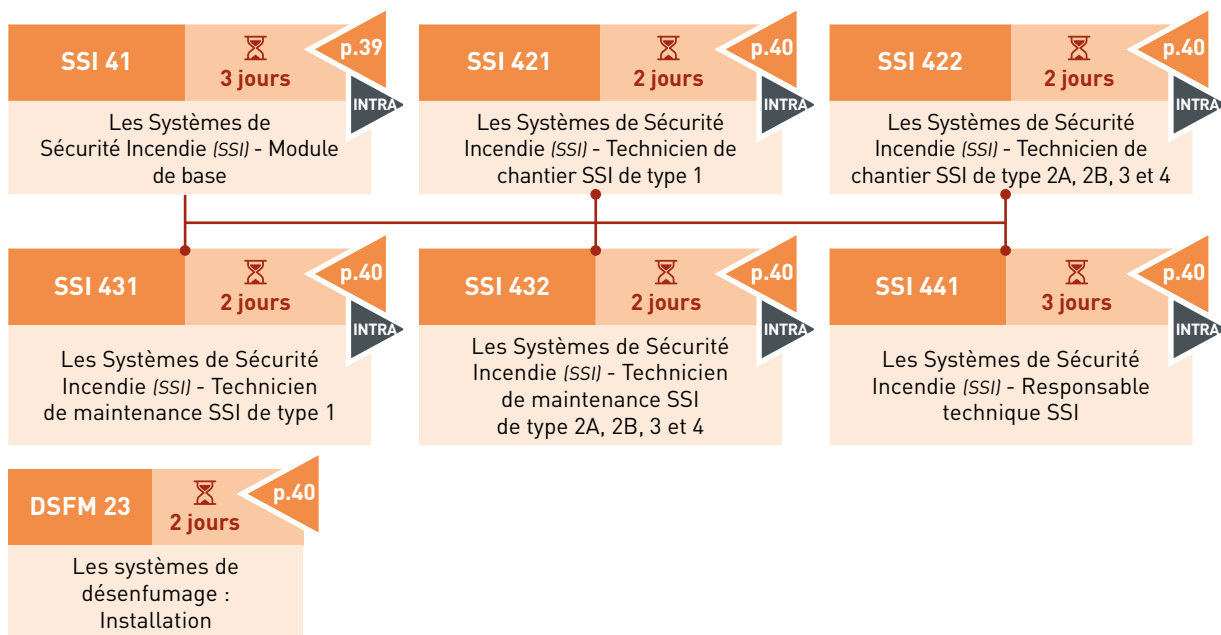 SSI 41
3 jours
p.39
INTRA
Les Systèmes de
Sécurité Incendie (SSI) - Module
de base
SSI 421
2 jours
p.40
INTRA
Les Systèmes de Sécurité
Incendie (SSI) - Technicien de
chantier SSI de type 1
SSI 422
2 jours
p.40
INTRA
Les Systèmes de Sécurité
Incendie (SSI) - Technicien de
chantier SSI de type 2A, 2B, 3 et 4
SSI 431
2 jours
p.40
INTRA
Les Systèmes de Sécurité
Incendie (SSI) - Technicien
de maintenance SSI de type 1
SSI 432
2 jours
p.40
INTRA
Les Systèmes de Sécurité
Incendie (SSI) - Technicien
de maintenance SSI
de type 2A, 2B, 3 et 4
SSI 441
3 jours
p.40
INTRA
Les Systèmes de Sécurité
Incendie (SSI) - Responsable
technique SSI
DSFM 23
2 jours
p.40
Les systèmes de
désenfumage :
Installation